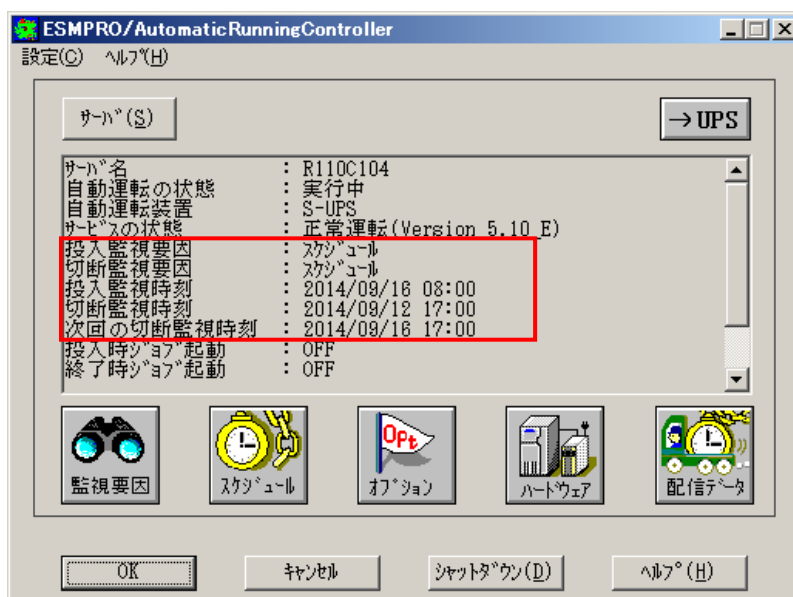 ESMPRO/AutomaticRunningController
設定(C) ヘルプ(H)
サーバ(S)
→UPS
サーバ名 : R110C104
自動運転の状態 : 実行中
自動運転装置 : S-UPS
サービスの状態 : 正常運転(Version 5.10_E)
投入監視要因 : スケジュール
切断監視要因 : スケジュール
投入監視時刻 : 2014/09/16 08:00
切断監視時刻 : 2014/09/12 17:00
次回の切断監視時刻 : 2014/09/16 17:00
投入時ジョブ起動 : OFF
終了時ジョブ起動 : OFF
OPt
監視要因 スケジュール オプション ハードウェア 配信データ
OK キャンセル シャットダウン(D) ヘルプ(H)